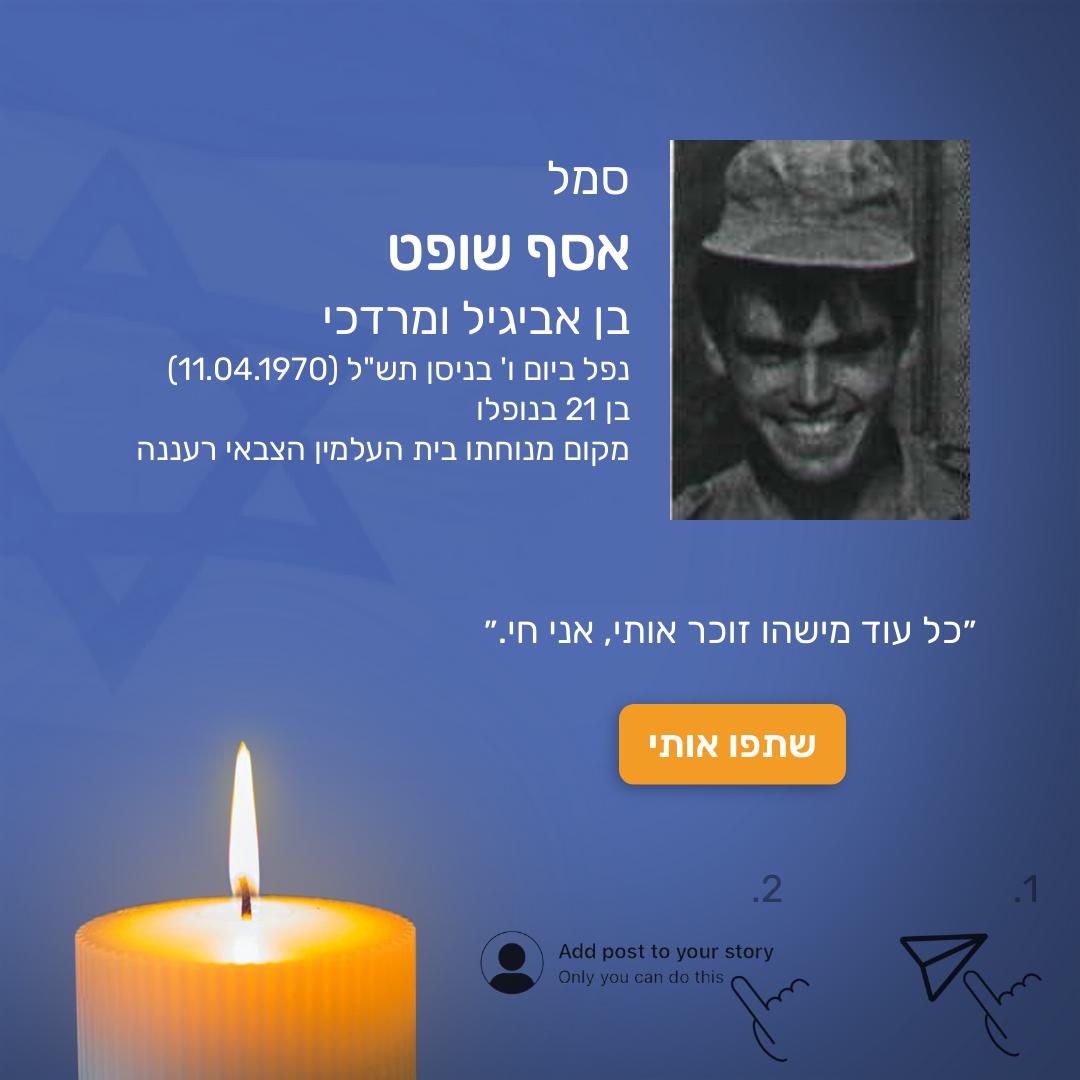 סמל
אסף שופט
בן אביגיל ומרדכי
נפל ביום ו' בניסן תש"ל (11.04.1970)
בן 21 בנופלו
מקום מנוחתו בית העלמין הצבאי רעננה
״כל עוד מישהו זוכר אותי, אני חי.״
שתפו אותי
.1
.2
Add post to your story
Only you can do this